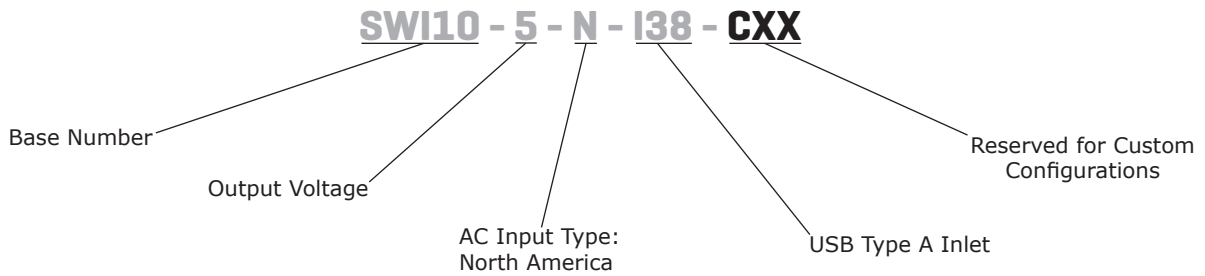 SWI10 - 5 - N - I38 - CXX
Base Number
Output Voltage
AC Input Type:
North America
USB Type A Inlet
Reserved for Custom
Configurations